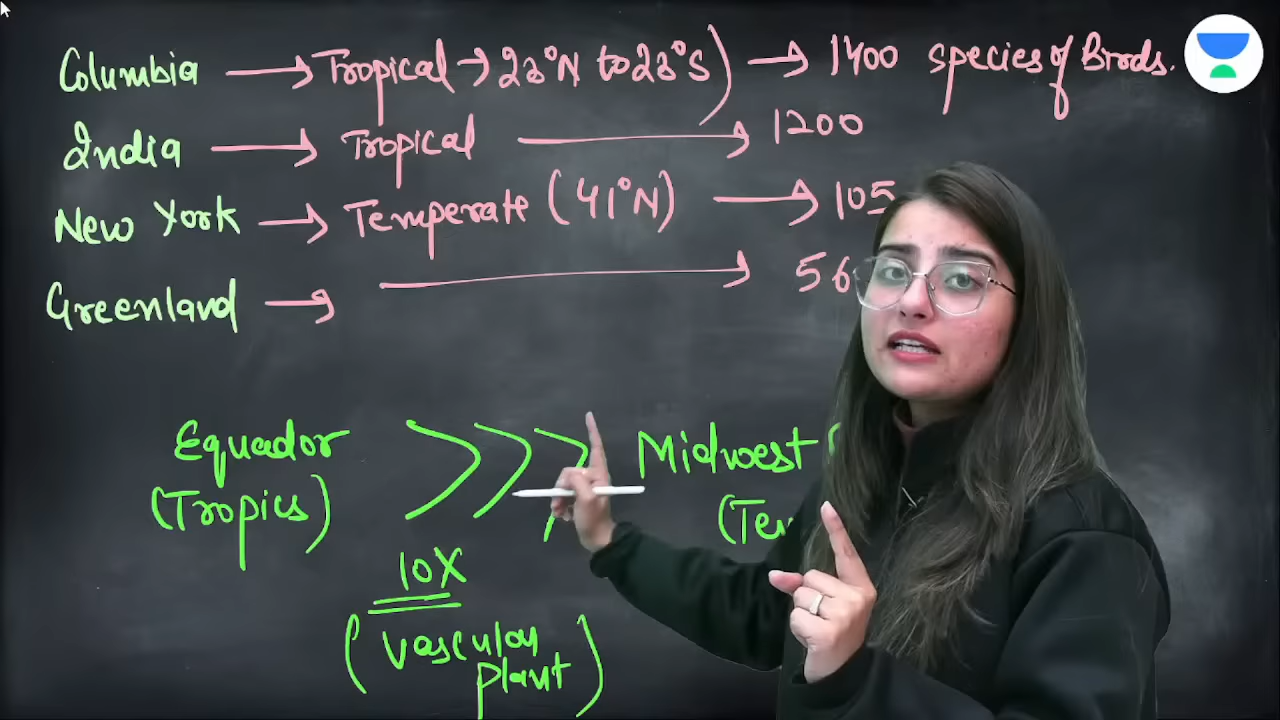 Columbia → Tropical → 23°N to 23°S) → 1400 species of Birds.
India → Tropical → 1200
New York → Temperate (41°N) → 105
Greenland → → 56
Equador >>> Midwest
(Tropics)
10X
(vascular
plant)